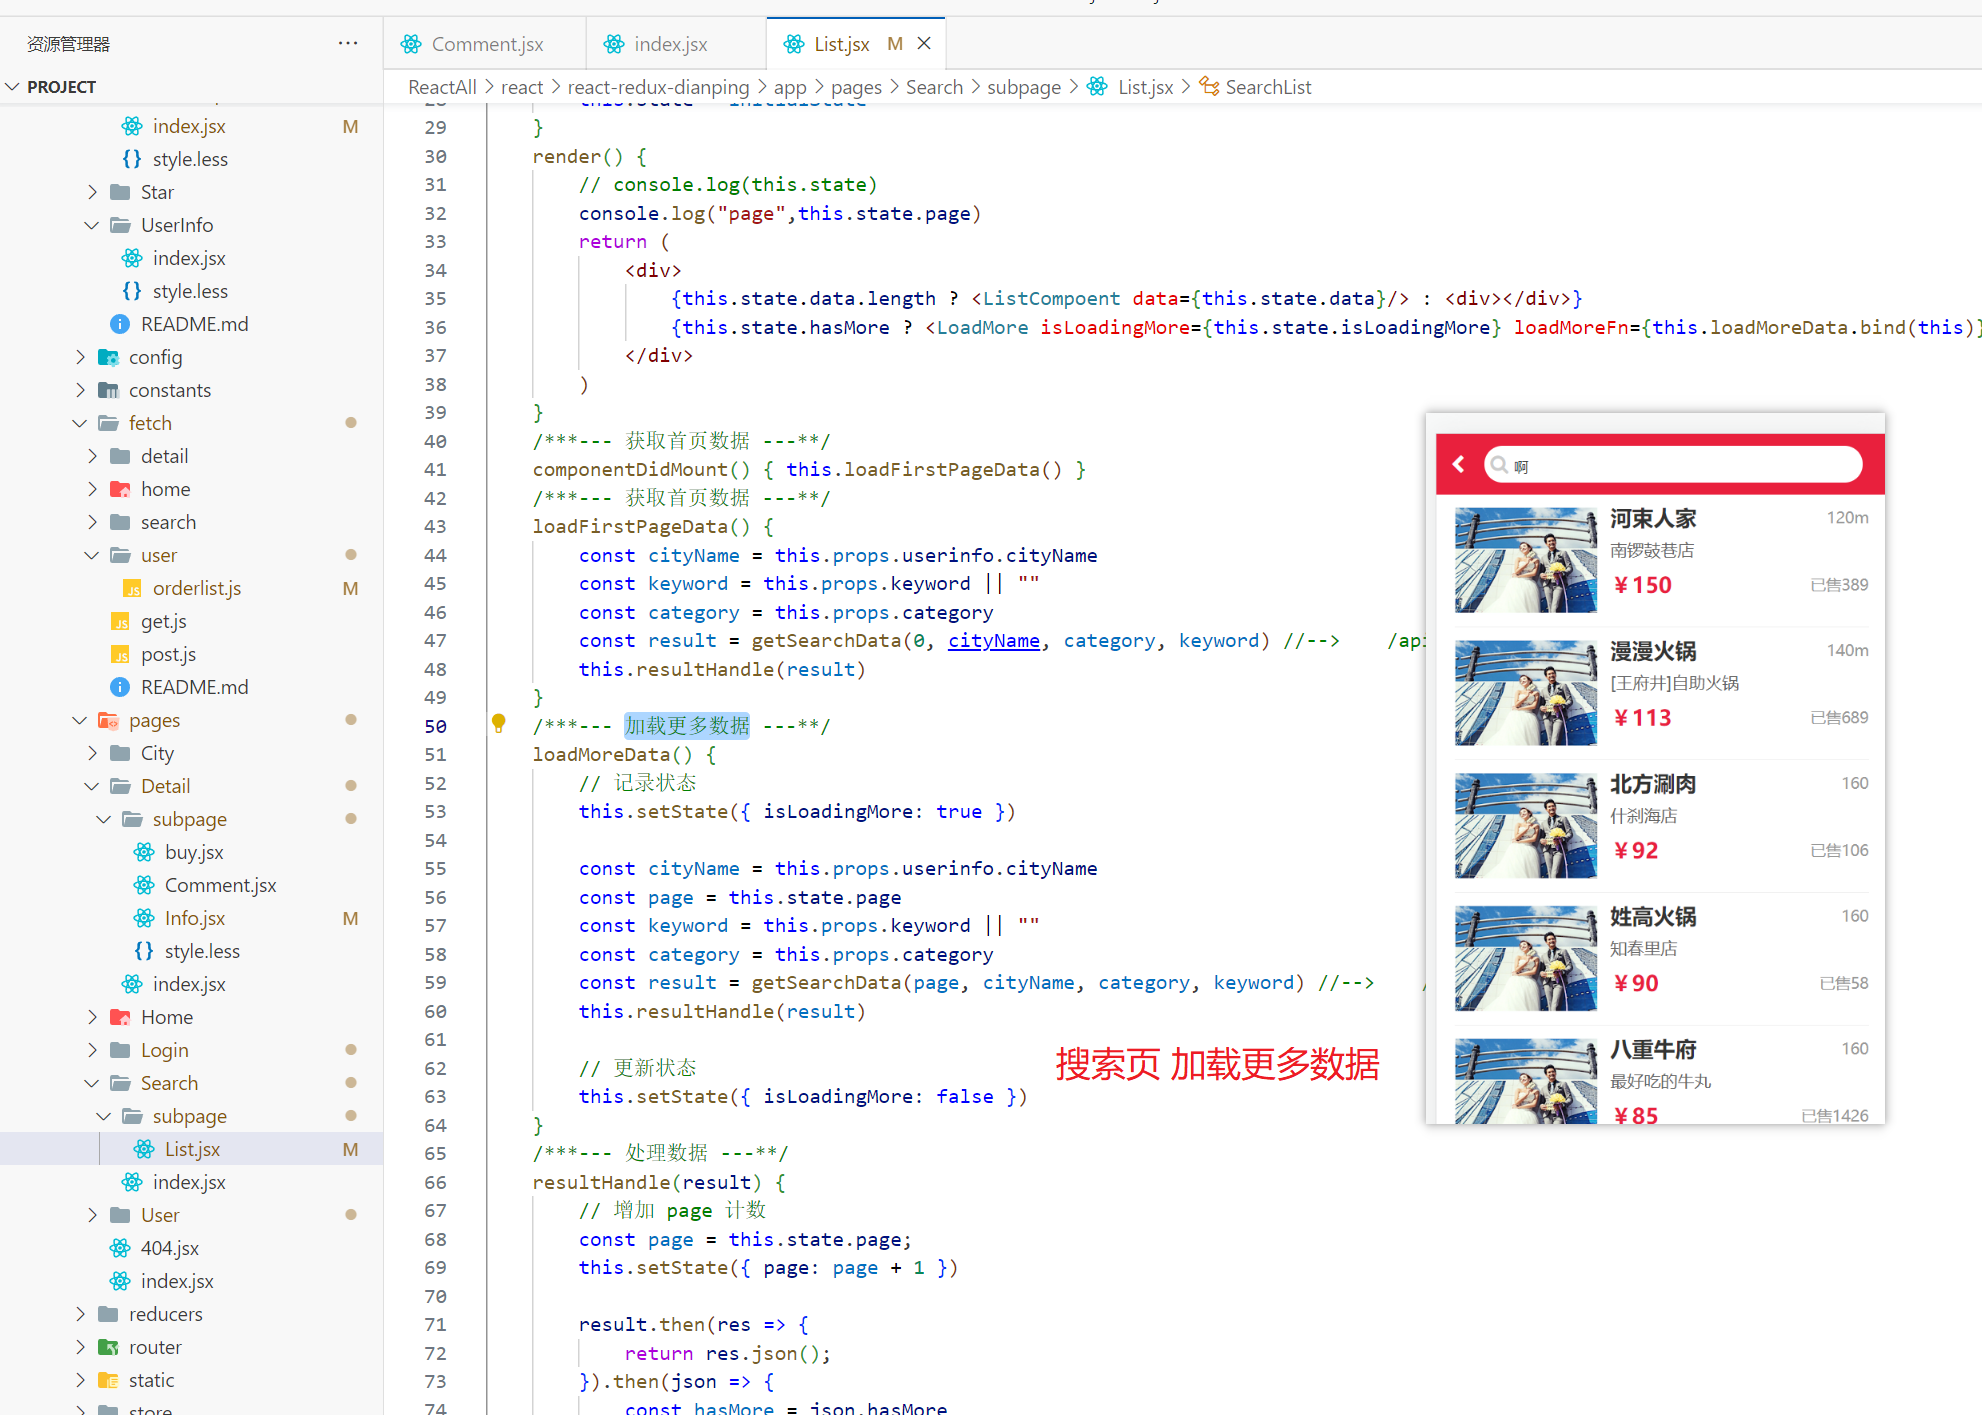 资源管理器
PROJECT
index.jsx M
style.less
Star
UserInfo
index.jsx
style.less
README.md
config
constants
fetch
detail
home
search
user
orderlist.js M
get.js
post.js
README.md
pages
City
Detail
subpage
buy.jsx
Comment.jsx
Info.jsx M
style.less
index.jsx
Home
Login
Search
subpage
List.jsx M
index.jsx
User
404.jsx
index.jsx
reducers
router
static
store
Comment.jsx index.jsx List.jsx M
ReactAll > react > react-redux-dianping > app > pages > Search > subpage > List.jsx > SearchList
28 this.state = initialState
29 }
30 render() {
31 // console.log(this.state)
32 console.log("page",this.state.page)
33 return (
34 <div>
35 {this.state.data.length ? <ListCompoent data={this.state.data}/> : <div></div>}
36 {this.state.hasMore ? <LoadMore isLoadingMore={this.state.isLoadingMore} loadMoreFn={this.loadMoreData.bind(this)}
37 </div>
38 )
39 }
40 /***--- 获取首页数据 ---**/
41 componentDidMount() { this.loadFirstPageData() }
42 /***--- 获取首页数据 ---**/
43 loadFirstPageData() {
44 const cityName = this.props.userinfo.cityName
45 const keyword = this.props.keyword || ""
46 const category = this.props.category
47 const result = getSearchData(0, cityName, category, keyword) //--> /api
48 this.resultHandle(result)
49 }
50 /***--- 加载更多数据 ---**/
51 loadMoreData() {
52 // 记录状态
53 this.setState({ isLoadingMore: true })
54
55 const cityName = this.props.userinfo.cityName
56 const page = this.state.page
57 const keyword = this.props.keyword || ""
58 const category = this.props.category
59 const result = getSearchData(page, cityName, category, keyword) //--> /
60 this.resultHandle(result)
61
62 // 更新状态
63 this.setState({ isLoadingMore: false })
64 }
65 /***--- 处理数据 ---**/
66 resultHandle(result) {
67 // 增加 page 计数
68 const page = this.state.page;
69 this.setState({ page: page + 1 })
70
71 result.then(res => {
72 return res.json();
73 }).then(json => {
74 const hasMore = json.hasMore
搜索页 加载更多数据
啊
河束人家 120m
南锣鼓巷店
￥150 已售389
漫漫火锅 140m
[王府井]自助火锅
￥113 已售689
北方涮肉 160
什刹海店
￥92 已售106
姓高火锅 160
知春里店
￥90 已售58
八重牛府 160
最好吃的牛丸
￥85 已售1426